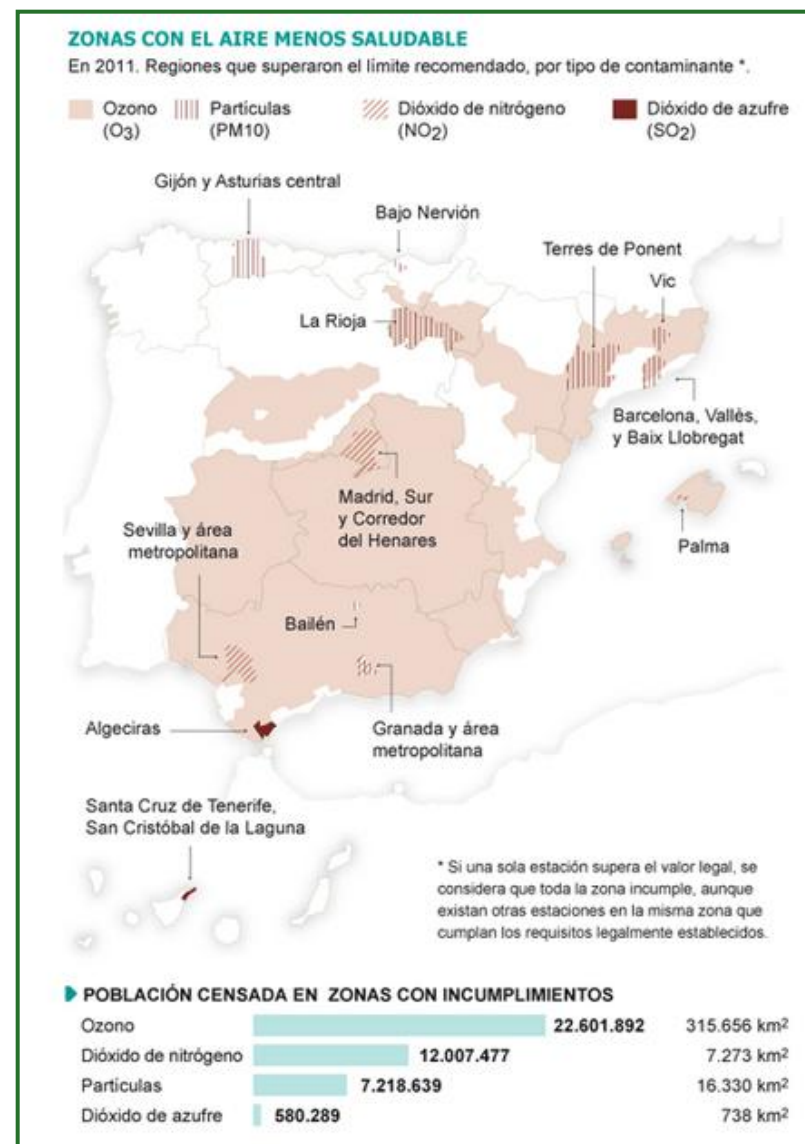 ZONAS CON EL AIRE MENOS SALUDABLE
En 2011. Regiones que superaron el límite recomendado, por tipo de contaminante *.
Ozono
(O3)
Partículas
(PM10)
Dióxido de nitrógeno
(NO2)
Dióxido de azufre
(SO2)
Gijón y Asturias central
Bajo Nervión
Terres de Ponent
Vic
La Rioja
Barcelona, Vallès,
y Baix Llobregat
Madrid, Sur
y Corredor
del Henares
Sevilla y área
metropolitana
Palma
Bailén
Algeciras
Granada y área
metropolitana
Santa Cruz de Tenerife,
San Cristóbal de la Laguna
* Si una sola estación supera el valor legal, se
considera que toda la zona incumple, aunque
existan otras estaciones en la misma zona que
cumplan los requisitos legalmente establecidos.
POBLACIÓN CENSADA EN ZONAS CON INCUMPLIMIENTOS
Ozono 22.601.892 315.656 km²
Dióxido de nitrógeno 12.007.477 7.273 km²
Partículas 7.218.639 16.330 km²
Dióxido de azufre 580.289 738 km²